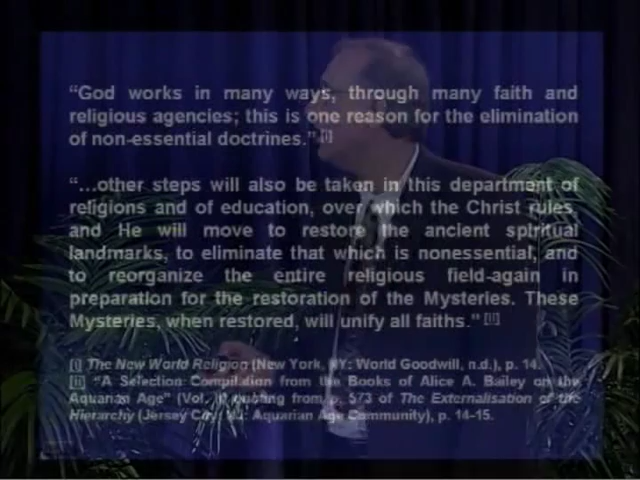 “God works in many ways, through many faith and
religious agencies; this is one reason for the elimination
of non-essential doctrines.” [i]
“…other steps will also be taken in this department of
religions and of education, over which the Christ rules,
and He will move to restore the ancient spiritual
landmarks, to eliminate that which is nonessential, and
to reorganize the entire religious field-again in
preparation for the restoration of the Mysteries. These
Mysteries, when restored, will unify all faiths.” [ii]
[i] The New World Religion (New York, NY: World Goodwill, n.d.), p. 14.
[ii] “A Selection Compilation from the Books of Alice A. Bailey on the
Aquarian Age” (Vol. quoting from p. 573 of The Externalisation of the
Hierarchy (Jersey City, Aquarian Age Community), p. 14-15.